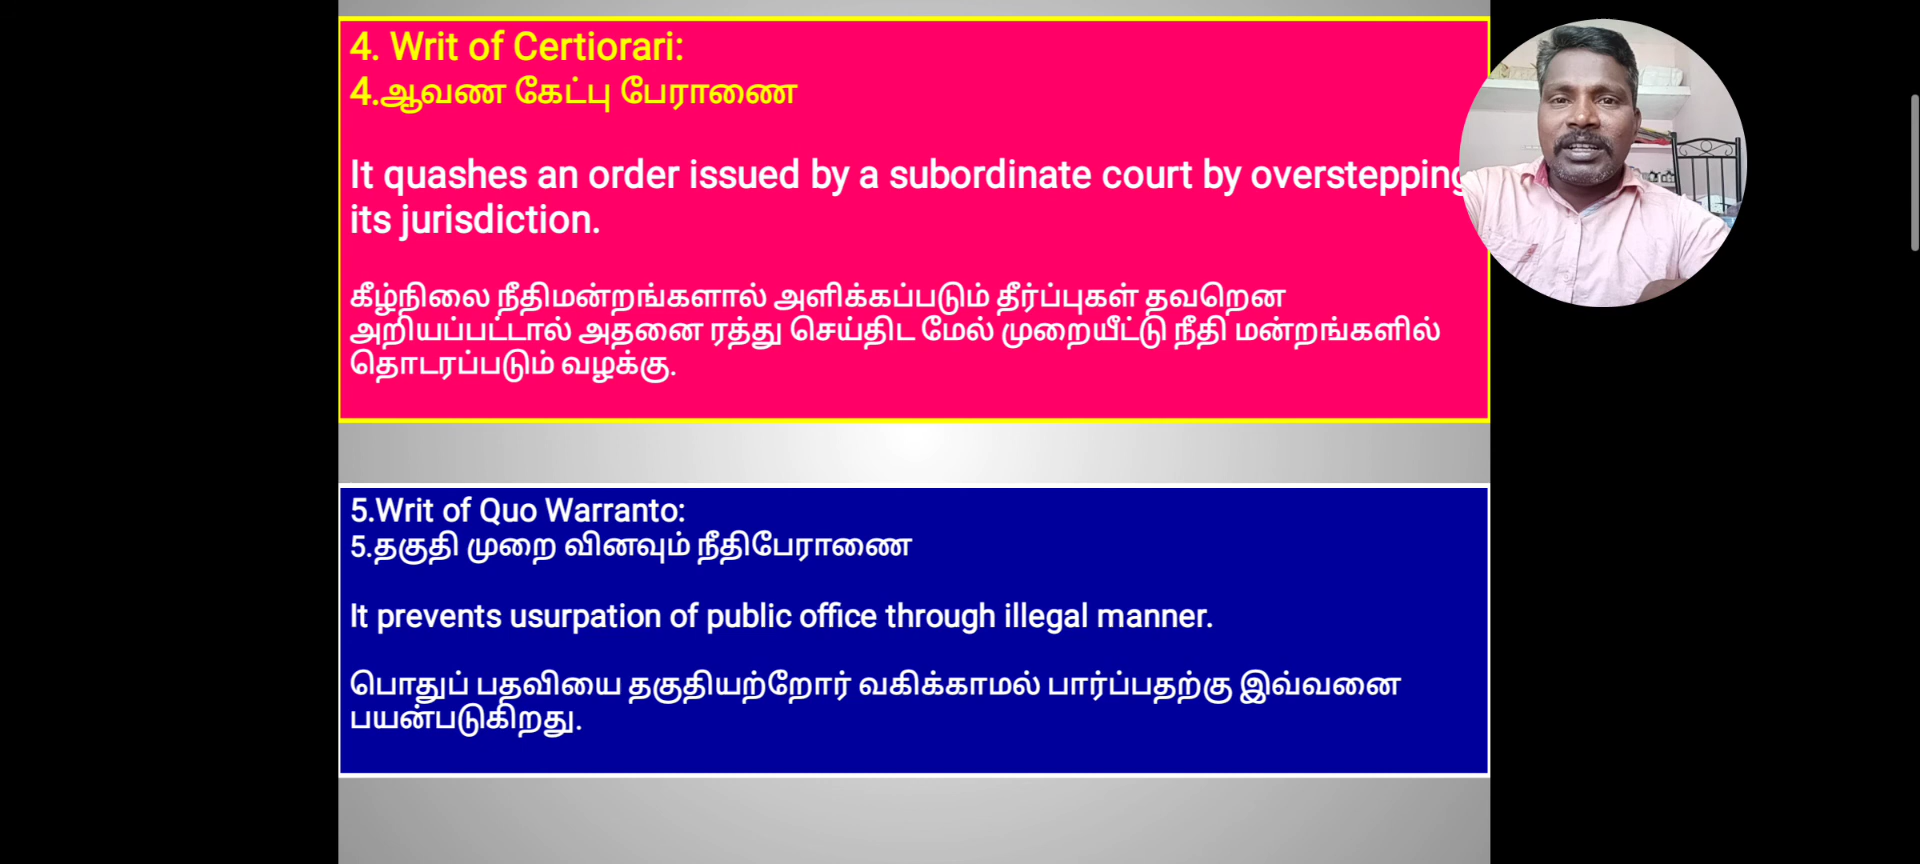 4. Writ of Certiorari:
4.ஆவண கேட்பு பேராணை
It quashes an order issued by a subordinate court by overstepping
its jurisdiction.
கீழ்நிலை நீதிமன்றங்களால் அளிக்கப்படும் தீர்ப்புகள் தவறென
அறியப்பட்டால் அதனை ரத்து செய்திட மேல் முறையீட்டு நீதி மன்றங்களில்
தொடரப்படும் வழக்கு.
5.Writ of Quo Warranto:
5.தகுதி முறை வினவும் நீதிபேராணை
It prevents usurpation of public office through illegal manner.
பொதுப் பதவியை தகுதியற்றோர் வகிக்காமல் பார்ப்பதற்கு இவ்வனை
பயன்படுகிறது.